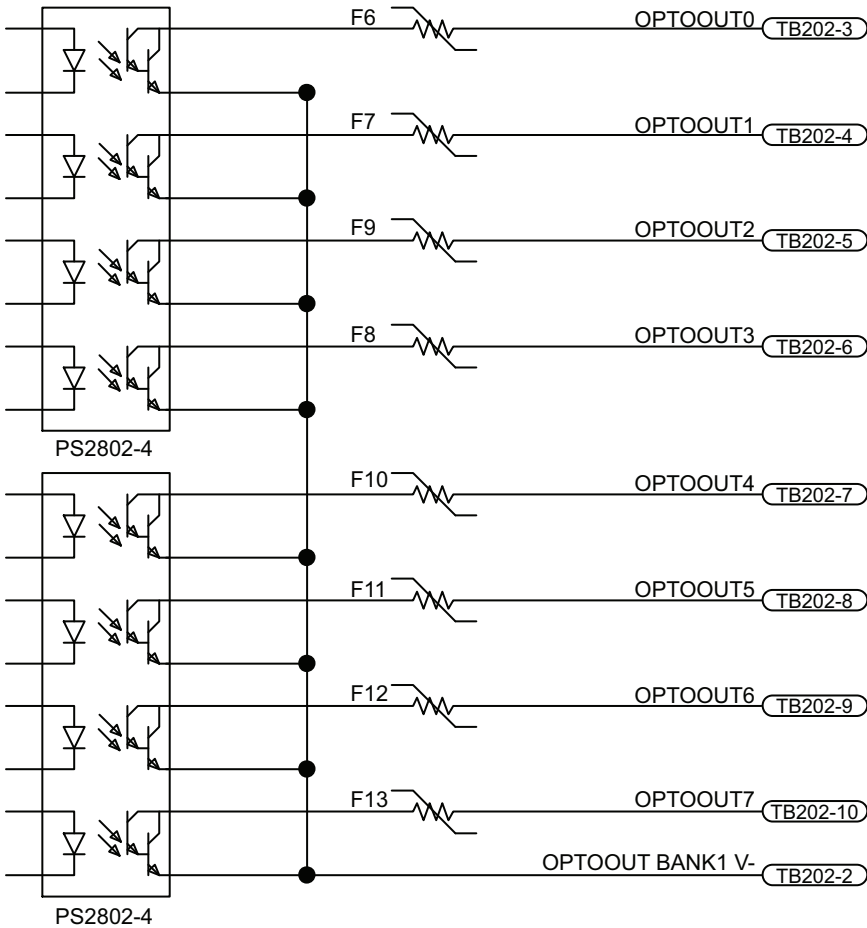 F6 OPTOOUT0 TB202-3
F7 OPTOOUT1 TB202-4
F9 OPTOOUT2 TB202-5
F8 OPTOOUT3 TB202-6
PS2802-4
F10 OPTOOUT4 TB202-7
F11 OPTOOUT5 TB202-8
F12 OPTOOUT6 TB202-9
F13 OPTOOUT7 TB202-10
OPTOOUT BANK1 V- TB202-2
PS2802-4